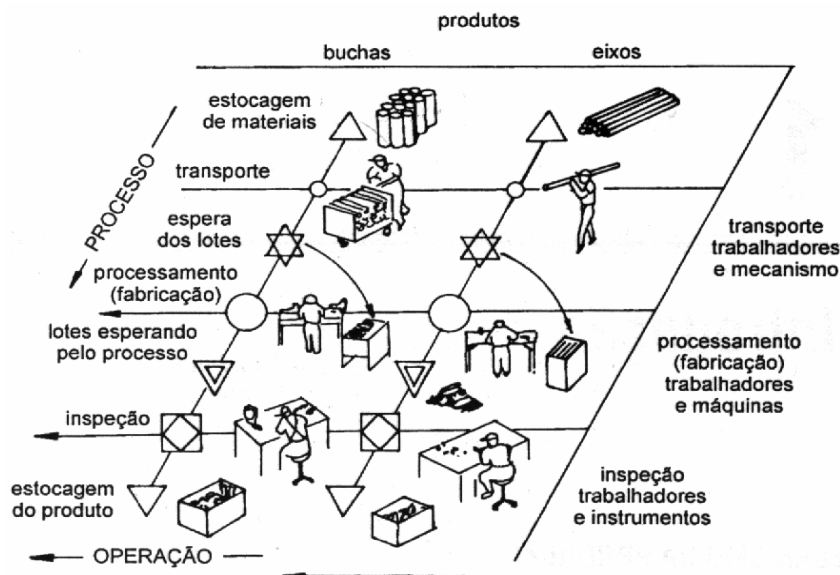 produtos
buchas
eixos
estocagem
de materiais
transporte
PROCESSO
espera
dos lotes
transporte
trabalhadores
e mecanismo
processamento
(fabricação)
lotes esperando
pelo processo
processamento
(fabricação)
trabalhadores
e máquinas
inspeção
estocagem
do produto
inspeção
trabalhadores
e instrumentos
OPERAÇÃO